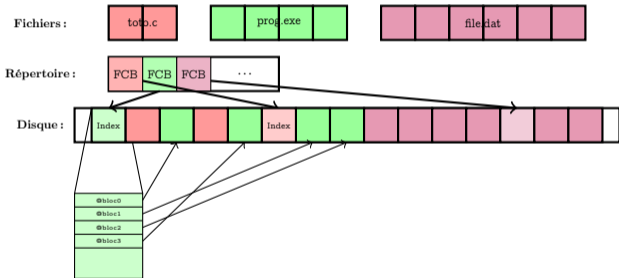 Fichiers : toto.c prog.exe file.dat
Répertoire : FCB FCB FCB ...
Disque : Index Index
@bloc0
@bloc1
@bloc2
@bloc3